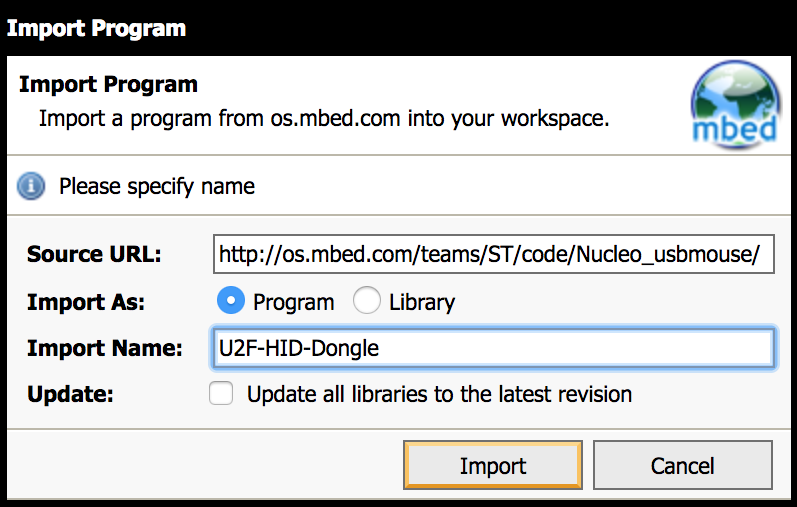 Import Program
Import Program
Import a program from os.mbed.com into your workspace.
mbed
Please specify name
Source URL: http://os.mbed.com/teams/ST/code/Nucleo_usbmouse/
Import As: Program Library
Import Name: U2F-HID-Dongle
Update: Update all libraries to the latest revision
Import Cancel